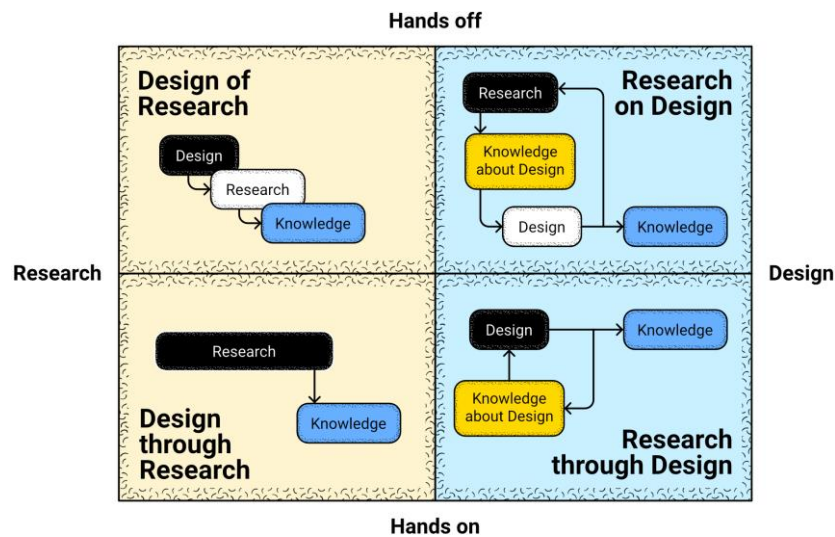 Hands off
Design of
Research
Design
Research
Knowledge
Research
on Design
Research
Knowledge
about Design
Design
Knowledge
Research
Design
Research
Knowledge
Design
through
Research
Design
Knowledge
Knowledge
about Design
Research
through Design
Hands on